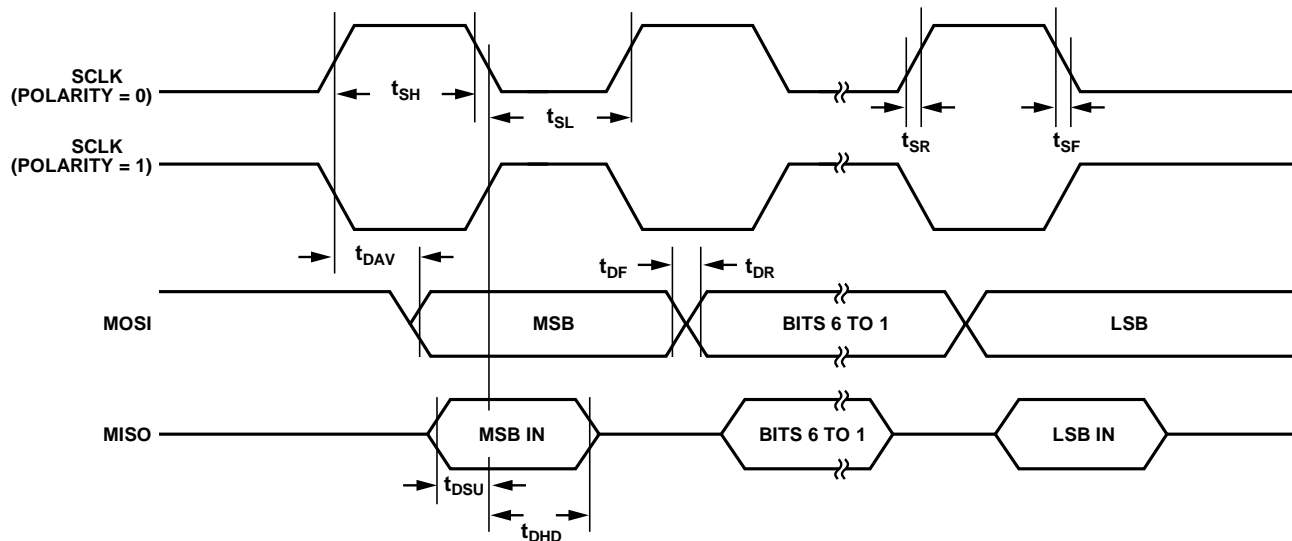 SCLK
(POLARITY = 0)
tSH
tSL
tSR
tSF
SCLK
(POLARITY = 1)
tDAV
tDF
tDR
MOSI
MSB
BITS 6 TO 1
LSB
MISO
MSB IN
BITS 6 TO 1
LSB IN
tDSU
tDHD